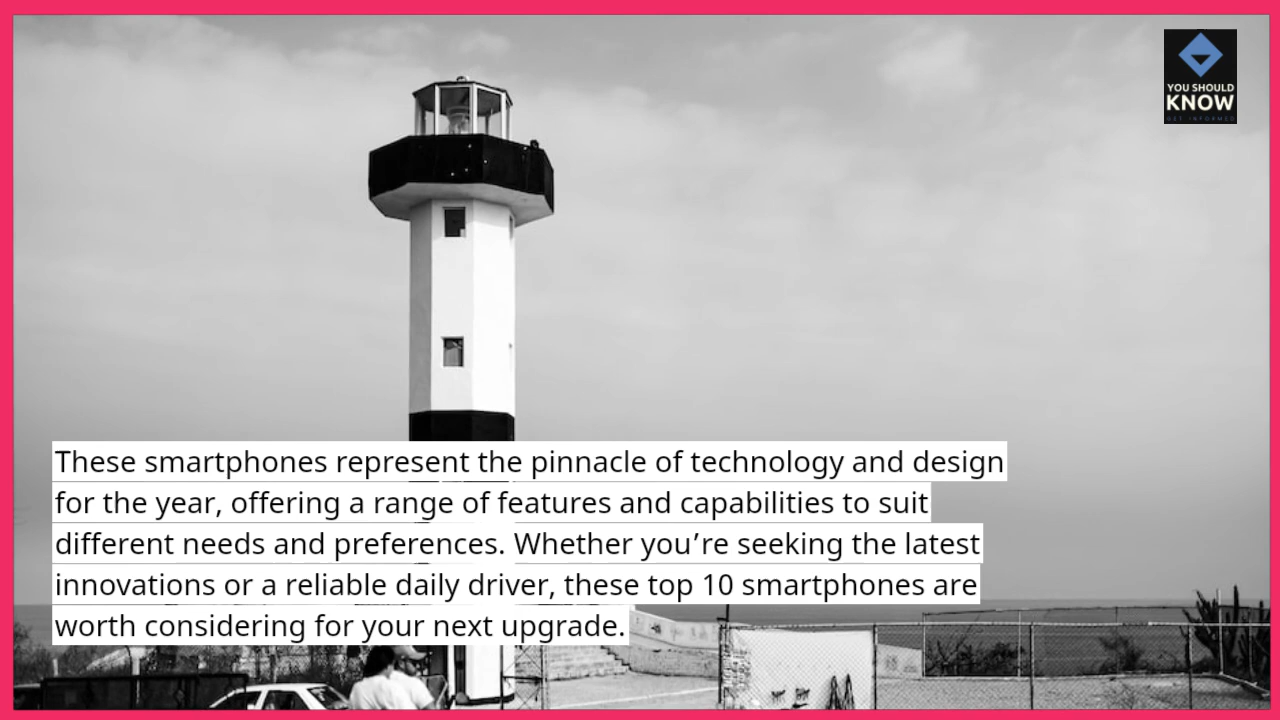 YOU SHOULD
KNOW
GET INFORMED
These smartphones represent the pinnacle of technology and design
for the year, offering a range of features and capabilities to suit
different needs and preferences. Whether you’re seeking the latest
innovations or a reliable daily driver, these top 10 smartphones are
worth considering for your next upgrade.